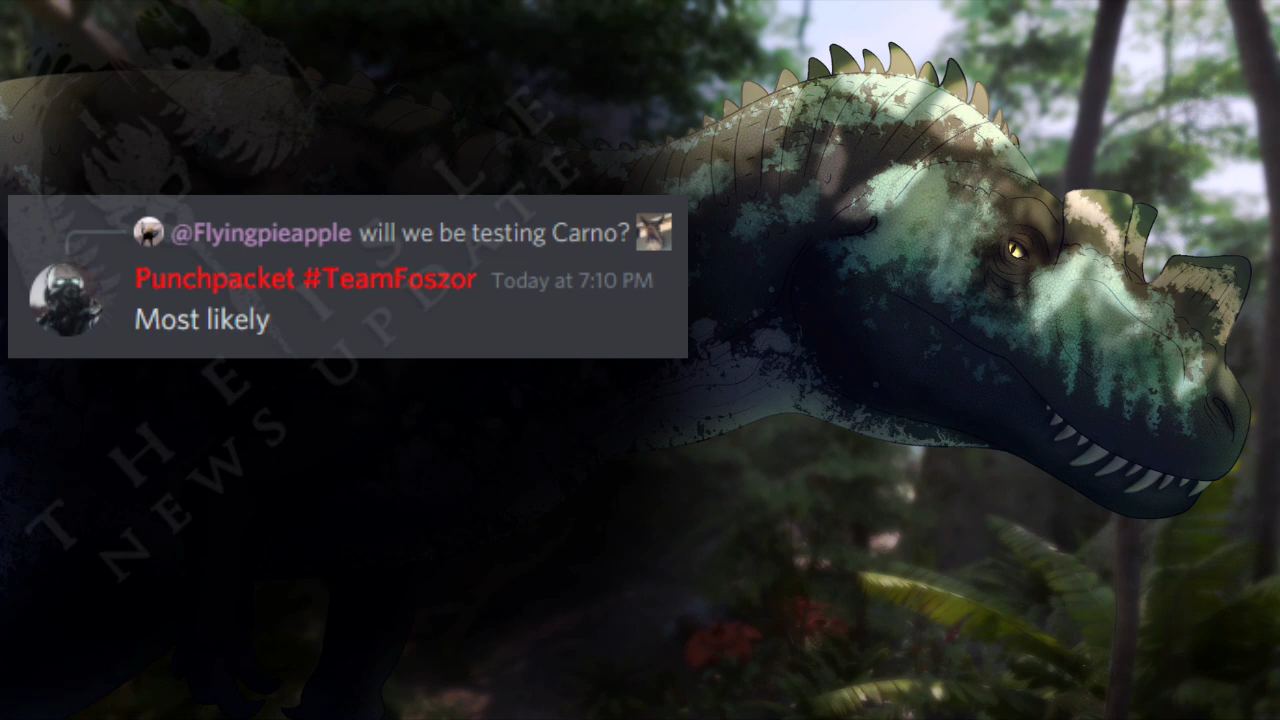 @Flyingpieapple will we be testing Carno?
Punchpacket #TeamFoszor Today at 7:10 PM
Most likely
THE ISLE
NEWS UPDATE